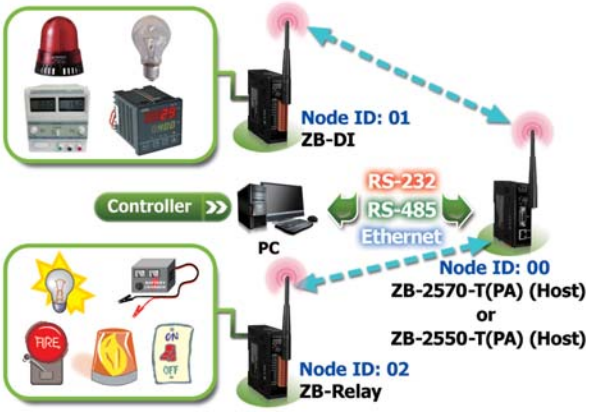 Node ID: 01
ZB-DI
Controller
PC
RS-232
RS-485
Ethernet
Node ID: 00
ZB-2570-T(PA) (Host)
or
ZB-2550-T(PA) (Host)
FIRE
ON
OFF
Node ID: 02
ZB-Relay